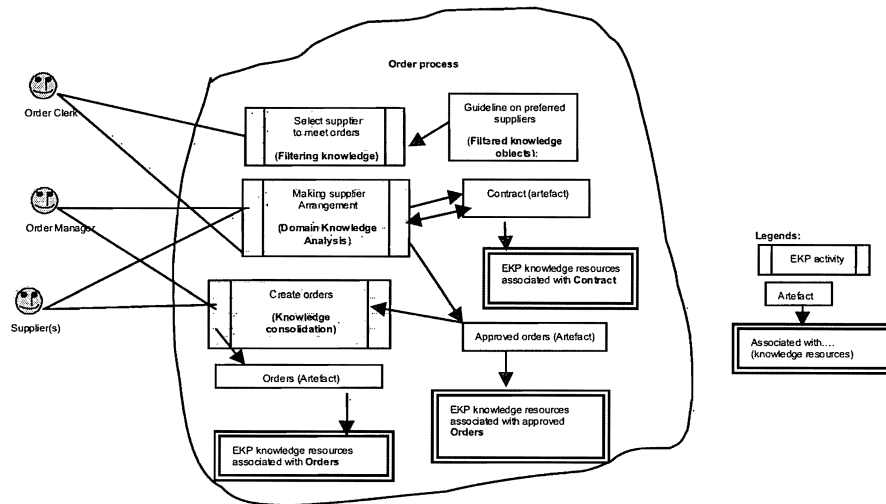 Order process
Order Clerk
Select supplier
to meet orders
(Filtering knowledge)
Guideline on preferred
suppliers
(Filtared knowledge
objects):
Order Manager
Making supplier
Arrangement
(Domain Knowledge
Analysis)
Contract (artefact)
EKP knowledge resources
associated with Contract
Supplier(s)
Create orders
(Knowledge
consolidation)
Approved orders (Artefact)
Orders (Artefact)
EKP knowledge resources
associated with approved
Orders
EKP knowledge resources
associated with Orders
Legends:
EKP activity
Artefact
Associated with....
(knowledge resources)